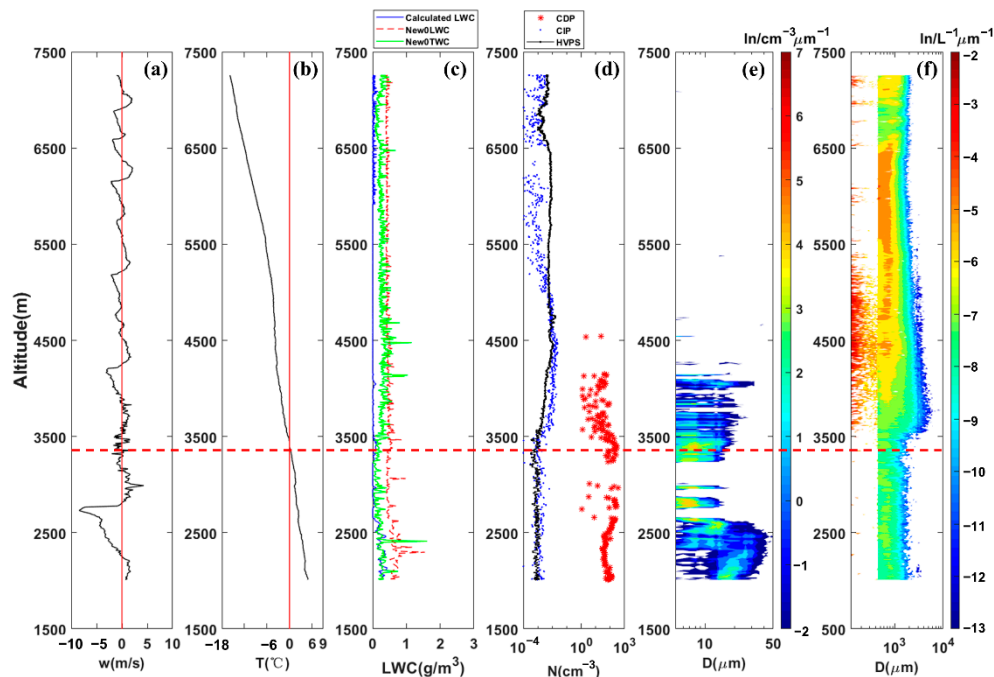 Calculated LWC
New0LWC
New0TWC
CDP
CIP
HVPS
ln/cm⁻³μm⁻¹
ln/L⁻¹μm⁻¹
7500 7500 7500 7500 7500 7 7500 −2
(a) (b) (c) (d) (e) (f)
6 −3
6500 6500 6500 6500 6500 6500 −4
5 −5
5500 5500 5500 5500 5500 4 5500 −6
3 −7
Altitude(m)
4500 4500 4500 4500 4500 4500 −8
2 −9
3500 3500 3500 3500 3500 1 3500 −10
0 −11
2500 2500 2500 2500 2500 2500
−1 −12
1500 1500 1500 1500 1500 −2 500 −13
−10 −5 0 5 10 −18 −6 0 6 9 0 1 2 3 10⁻⁴ 10⁰ 10³ 10 50 10³ 10⁴
w(m/s) T(℃) LWC(g/m³) N(cm⁻³) D(μm) D(μm)